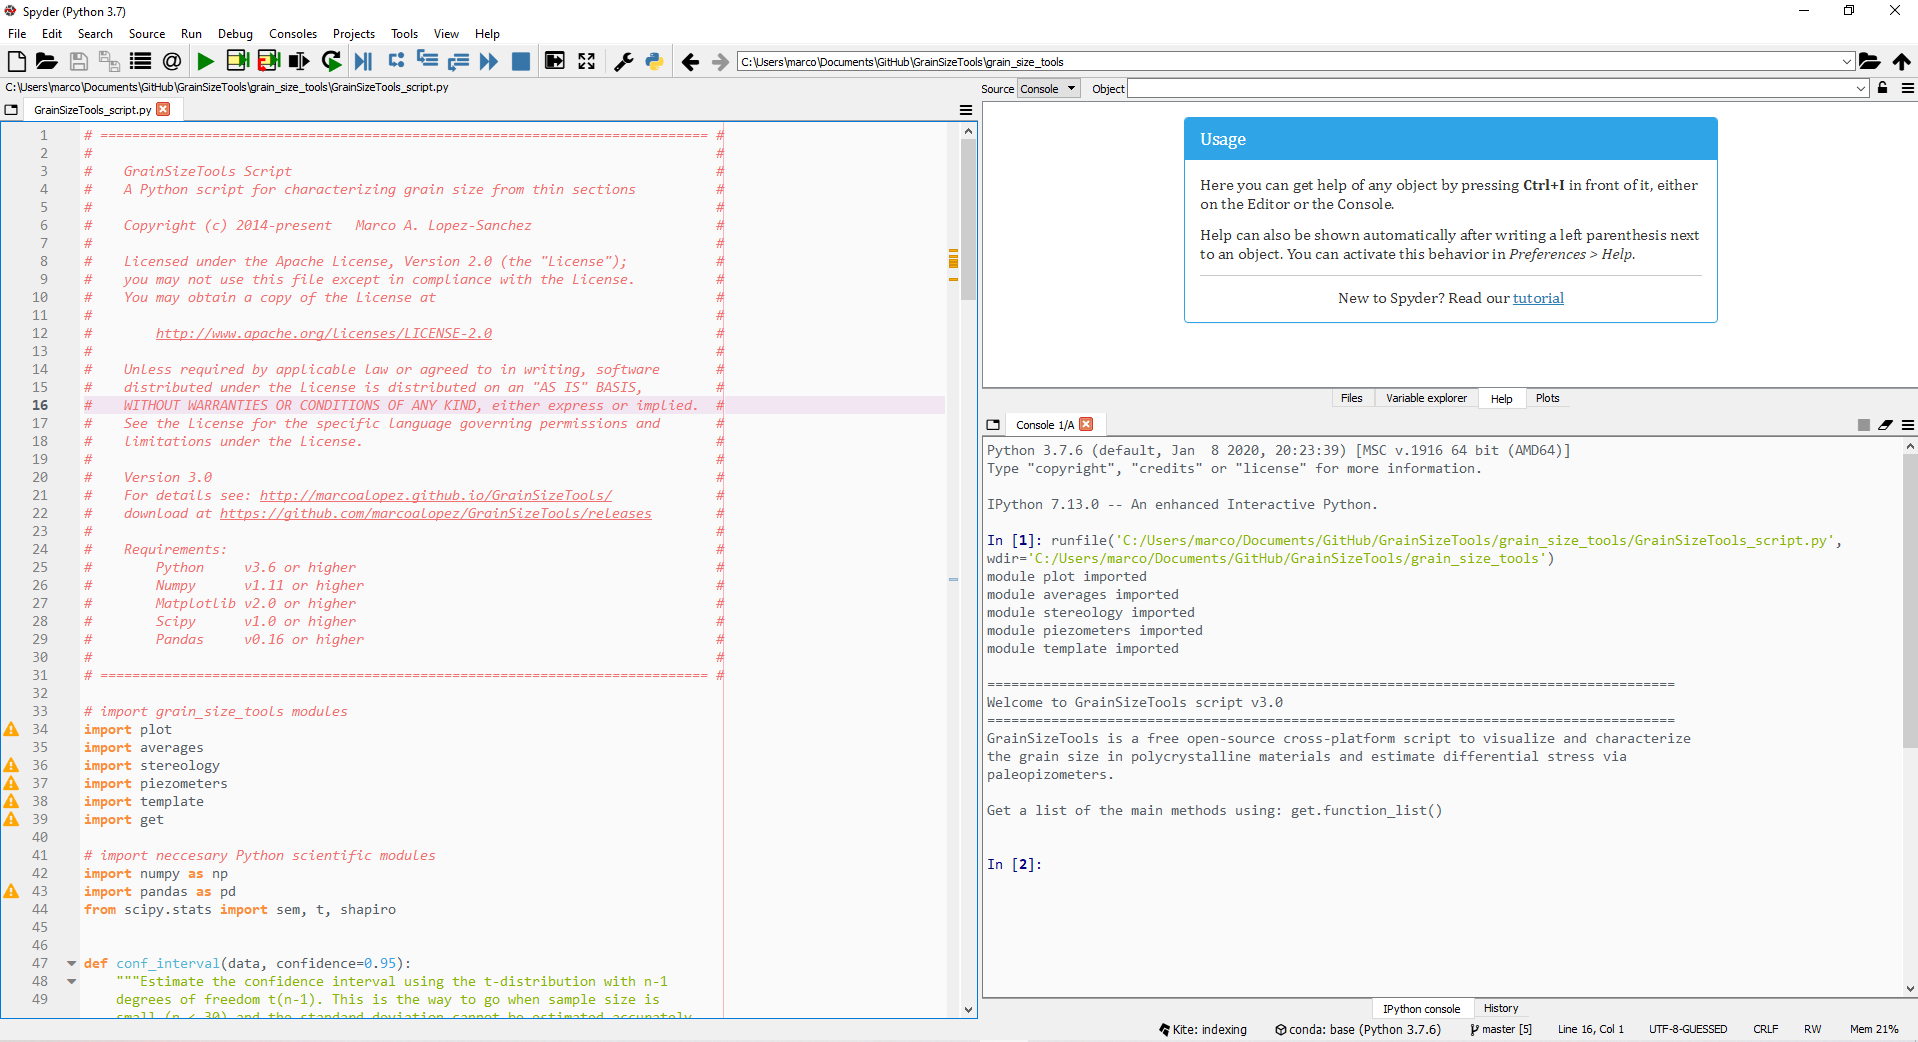 Spyder (Python 3.7)
File Edit Search Source Run Debug Consoles Projects Tools View Help
C:\Users\marco\Documents\GitHub\GrainSizeTools\grain_size_tools
C:\Users\marco\Documents\GitHub\GrainSizeTools\grain_size_tools\GrainSizeTools_script.py
GrainSizeTools_script.py
1 # ============================================================================ #
2 # #
3 # GrainSizeTools Script #
4 # A Python script for characterizing grain size from thin sections #
5 # #
6 # Copyright (c) 2014-present Marco A. Lopez-Sanchez #
7 # #
8 # Licensed under the Apache License, Version 2.0 (the "License"); #
9 # you may not use this file except in compliance with the License. #
10 # You may obtain a copy of the License at #
11 # #
12 # http://www.apache.org/licenses/LICENSE-2.0 #
13 # #
14 # Unless required by applicable law or agreed to in writing, software #
15 # distributed under the License is distributed on an "AS IS" BASIS, #
16 # WITHOUT WARRANTIES OR CONDITIONS OF ANY KIND, either express or implied. #
17 # See the License for the specific language governing permissions and #
18 # limitations under the License. #
19 # #
20 # Version 3.0 #
21 # For details see: http://marcoalopez.github.io/GrainSizeTools/ #
22 # download at https://github.com/marcoalopez/GrainSizeTools/releases #
23 # #
24 # Requirements: #
25 # Python v3.6 or higher #
26 # Numpy v1.11 or higher #
27 # Matplotlib v2.0 or higher #
28 # Scipy v1.0 or higher #
29 # Pandas v0.16 or higher #
30 # #
31 # ============================================================================ #
32
33 # import grain_size_tools modules
34 import plot
35 import averages
36 import stereology
37 import piezometers
38 import template
39 import get
40
41 # import neccesary Python scientific modules
42 import numpy as np
43 import pandas as pd
44 from scipy.stats import sem, t, shapiro
45
46
47 def conf_interval(data, confidence=0.95):
48 """Estimate the confidence interval using the t-distribution with n-1
49 degrees of freedom t(n-1). This is the way to go when sample size is
small (n < 30) and the standard deviation cannot be estimated accurately
Source Console Object
Usage
Here you can get help of any object by pressing Ctrl+I in front of it, either
on the Editor or the Console.
Help can also be shown automatically after writing a left parenthesis next
to an object. You can activate this behavior in Preferences > Help.
New to Spyder? Read our tutorial
Files Variable explorer Help Plots
Console 1/A
Python 3.7.6 (default, Jan  8 2020, 20:23:39) [MSC v.1916 64 bit (AMD64)]
Type "copyright", "credits" or "license" for more information.
IPython 7.13.0 -- An enhanced Interactive Python.
In [1]: runfile('C:/Users/marco/Documents/GitHub/GrainSizeTools/grain_size_tools/GrainSizeTools_script.py',
wdir='C:/Users/marco/Documents/GitHub/GrainSizeTools/grain_size_tools')
module plot imported
module averages imported
module stereology imported
module piezometers imported
module template imported
======================================================================================
Welcome to GrainSizeTools script v3.0
======================================================================================
GrainSizeTools is a free open-source cross-platform script to visualize and characterize
the grain size in polycrystalline materials and estimate differential stress via
paleopizometers.
Get a list of the main methods using: get.function_list()
In [2]:
IPython console History
Kite: indexing conda: base (Python 3.7.6) master [5] Line 16, Col 1 UTF-8-GUESSED CRLF RW Mem 21%